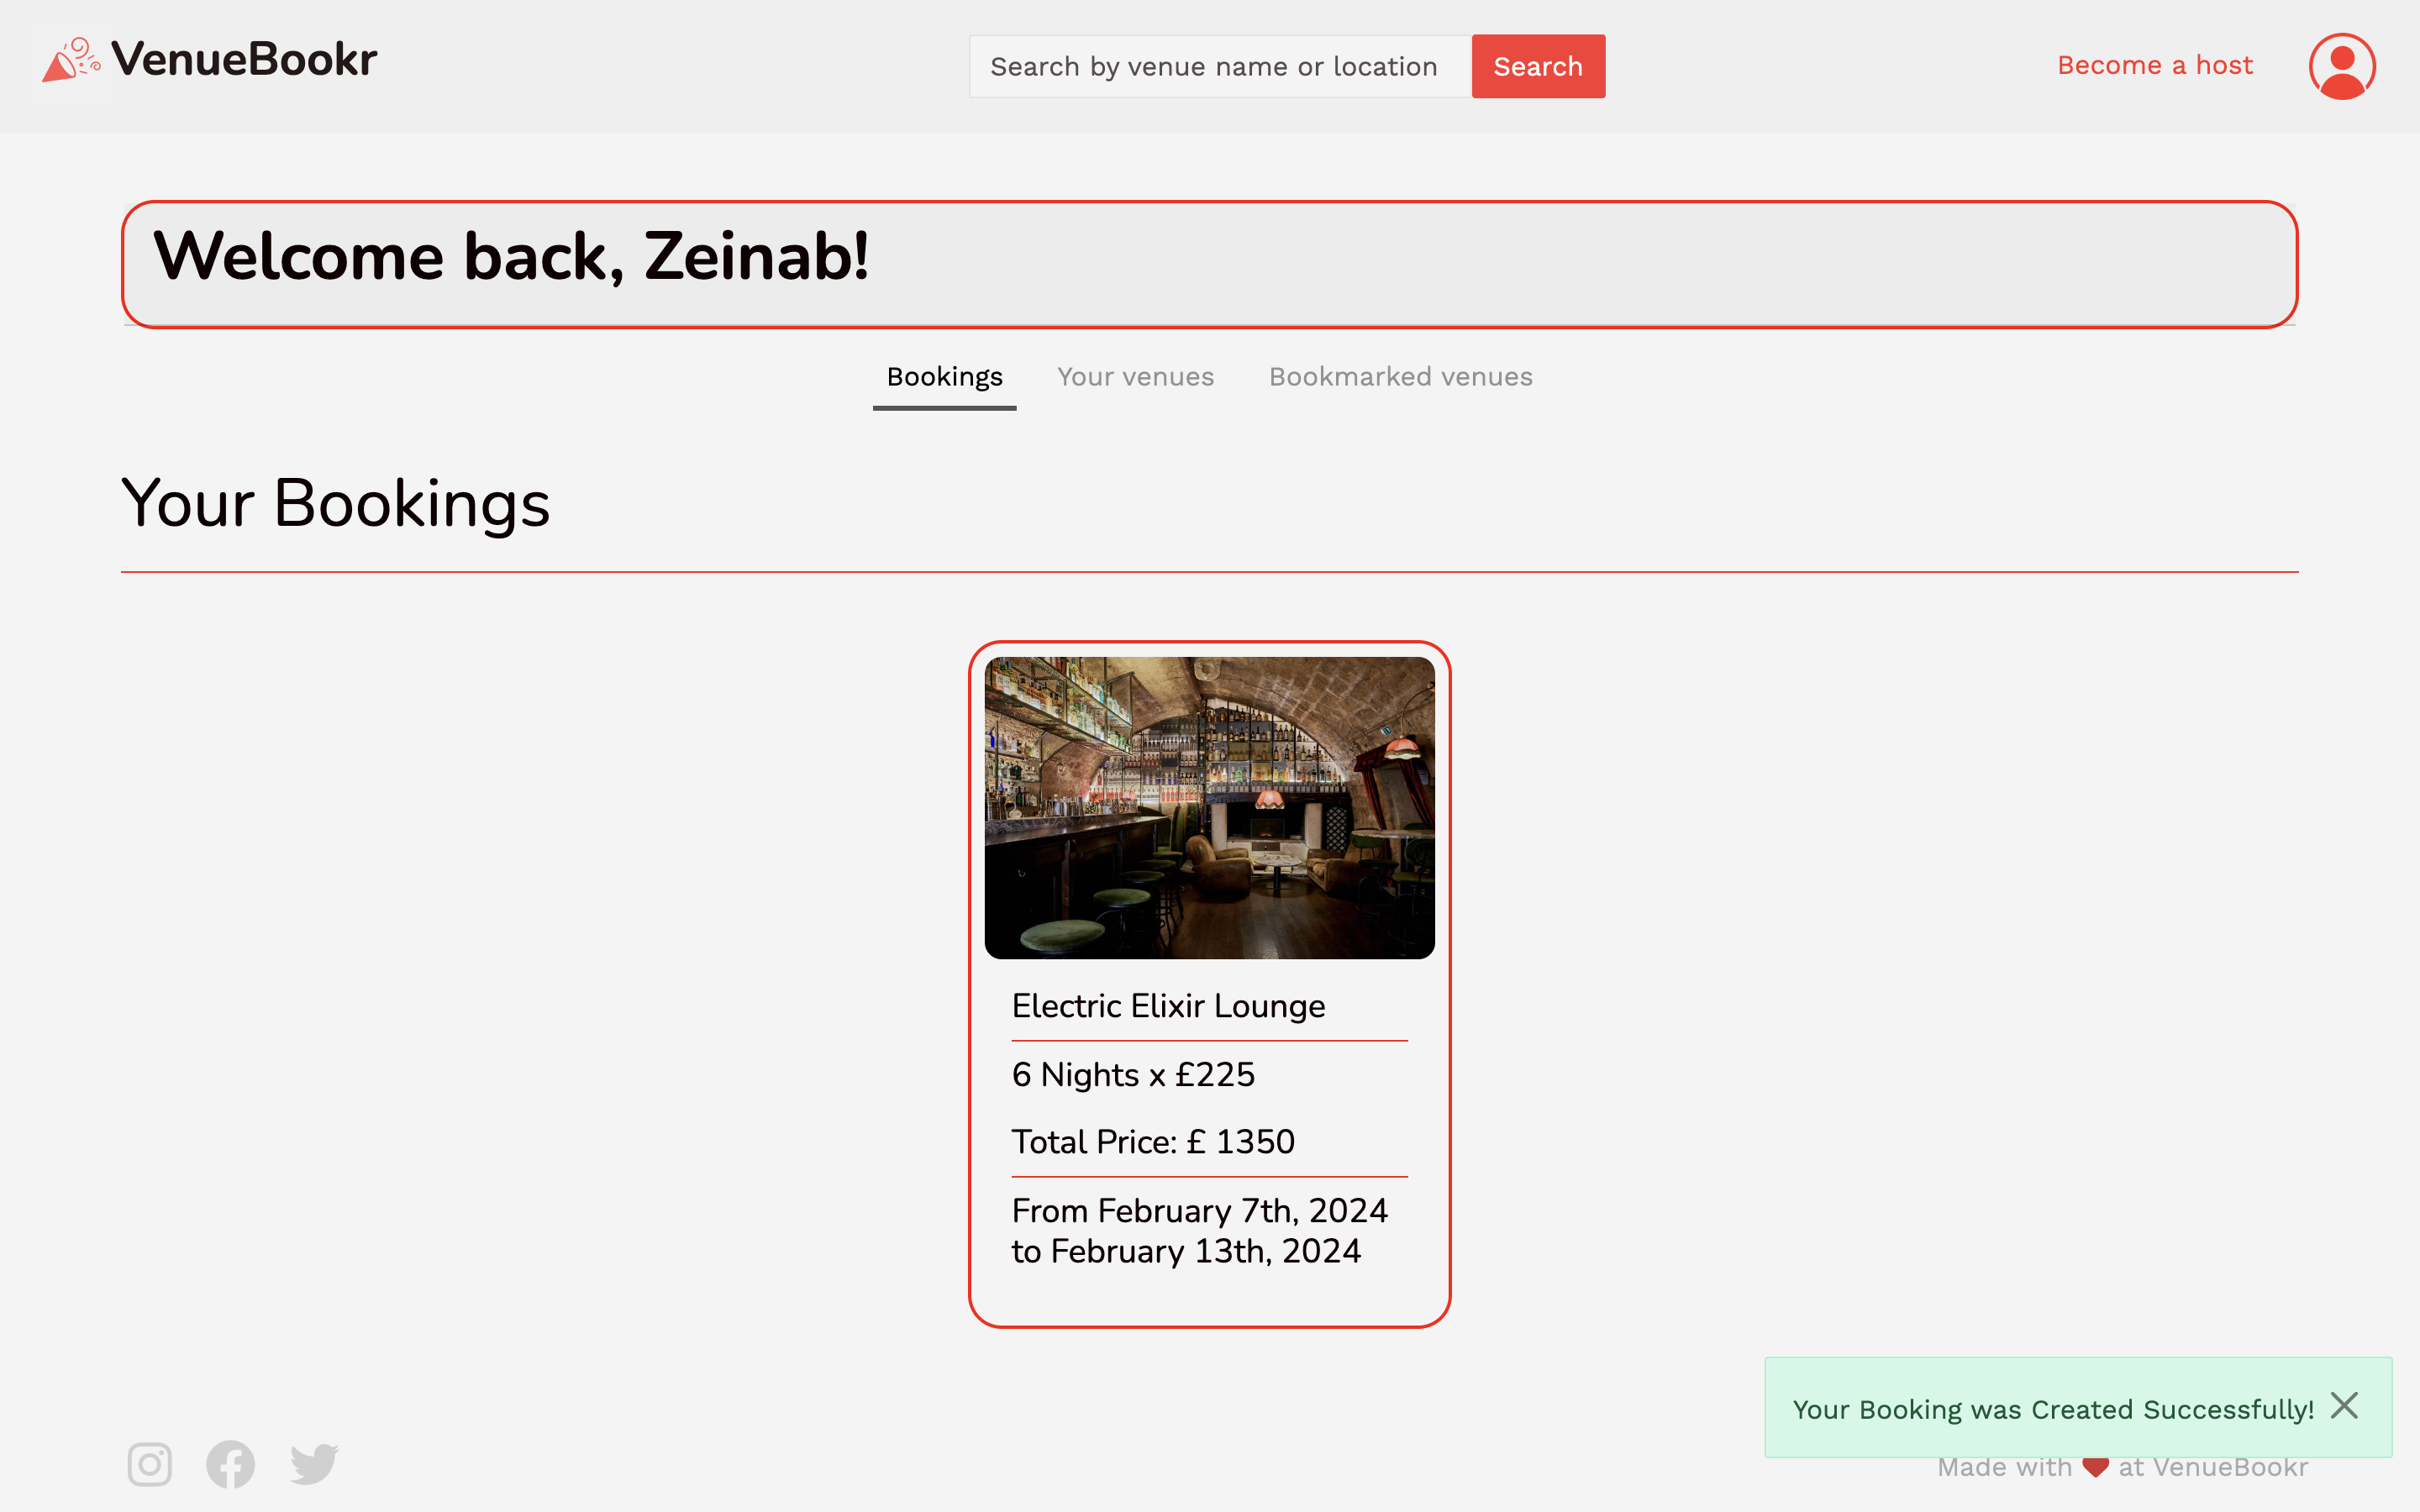 VenueBookr
Search by venue name or location
Search
Become a host
Welcome back, Zeinab!
Bookings
Your venues
Bookmarked venues
Your Bookings
Electric Elixir Lounge
6 Nights x £225
Total Price: £ 1350
From February 7th, 2024
to February 13th, 2024
Your Booking was Created Successfully!
Made with ❤ at VenueBookr